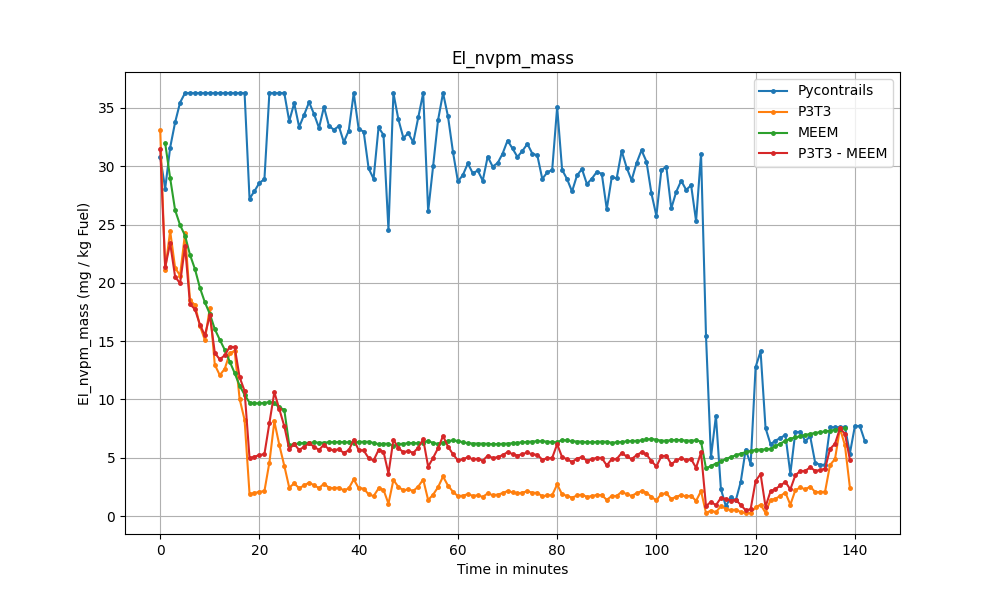 EI_nvpm_mass
Pycontrails
P3T3
MEEM
P3T3 - MEEM
EI_nvpm_mass (mg / kg Fuel)
35
30
25
20
15
10
5
0
0 20 40 60 80 100 120 140
Time in minutes